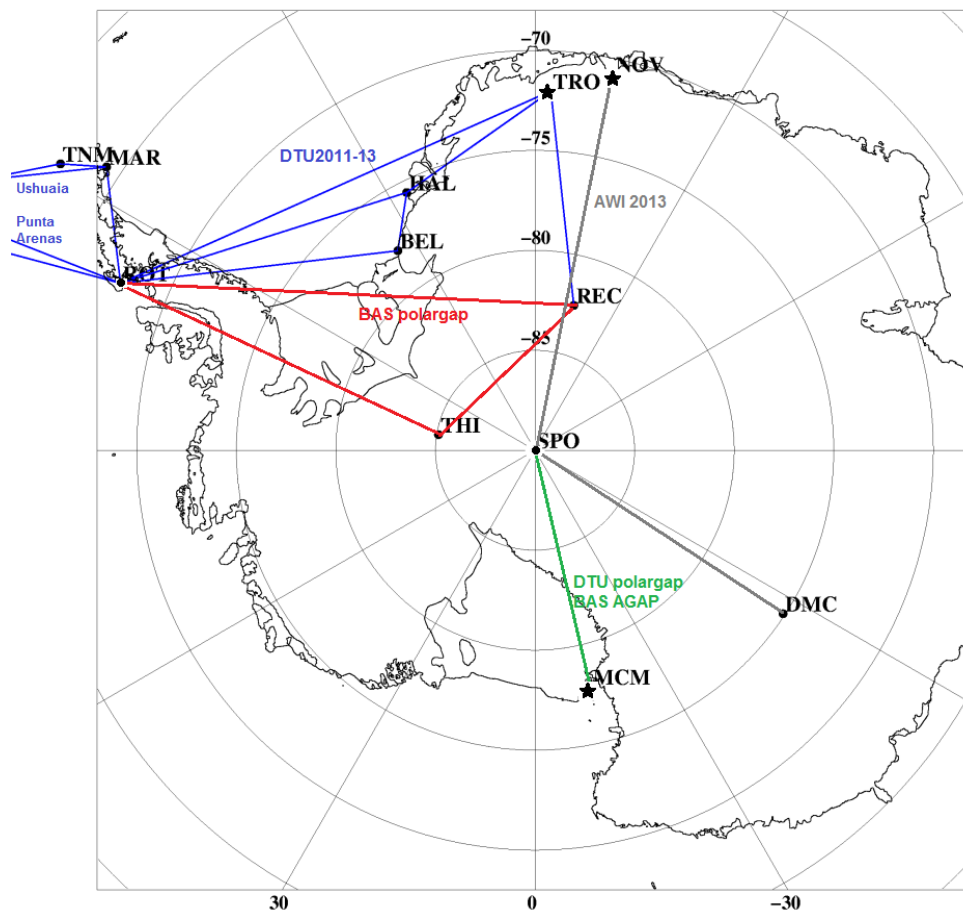 -70
NOV
TRO
-75
TNM
MAR
DTU2011-13
Ushuaia
HAL
AWI 2013
Punta
Arenas
BEL
-80
ROT
REC
BAS polargap
-85
THI
SPO
DTU polargap
BAS AGAP
DMC
MCM
30
0
-30